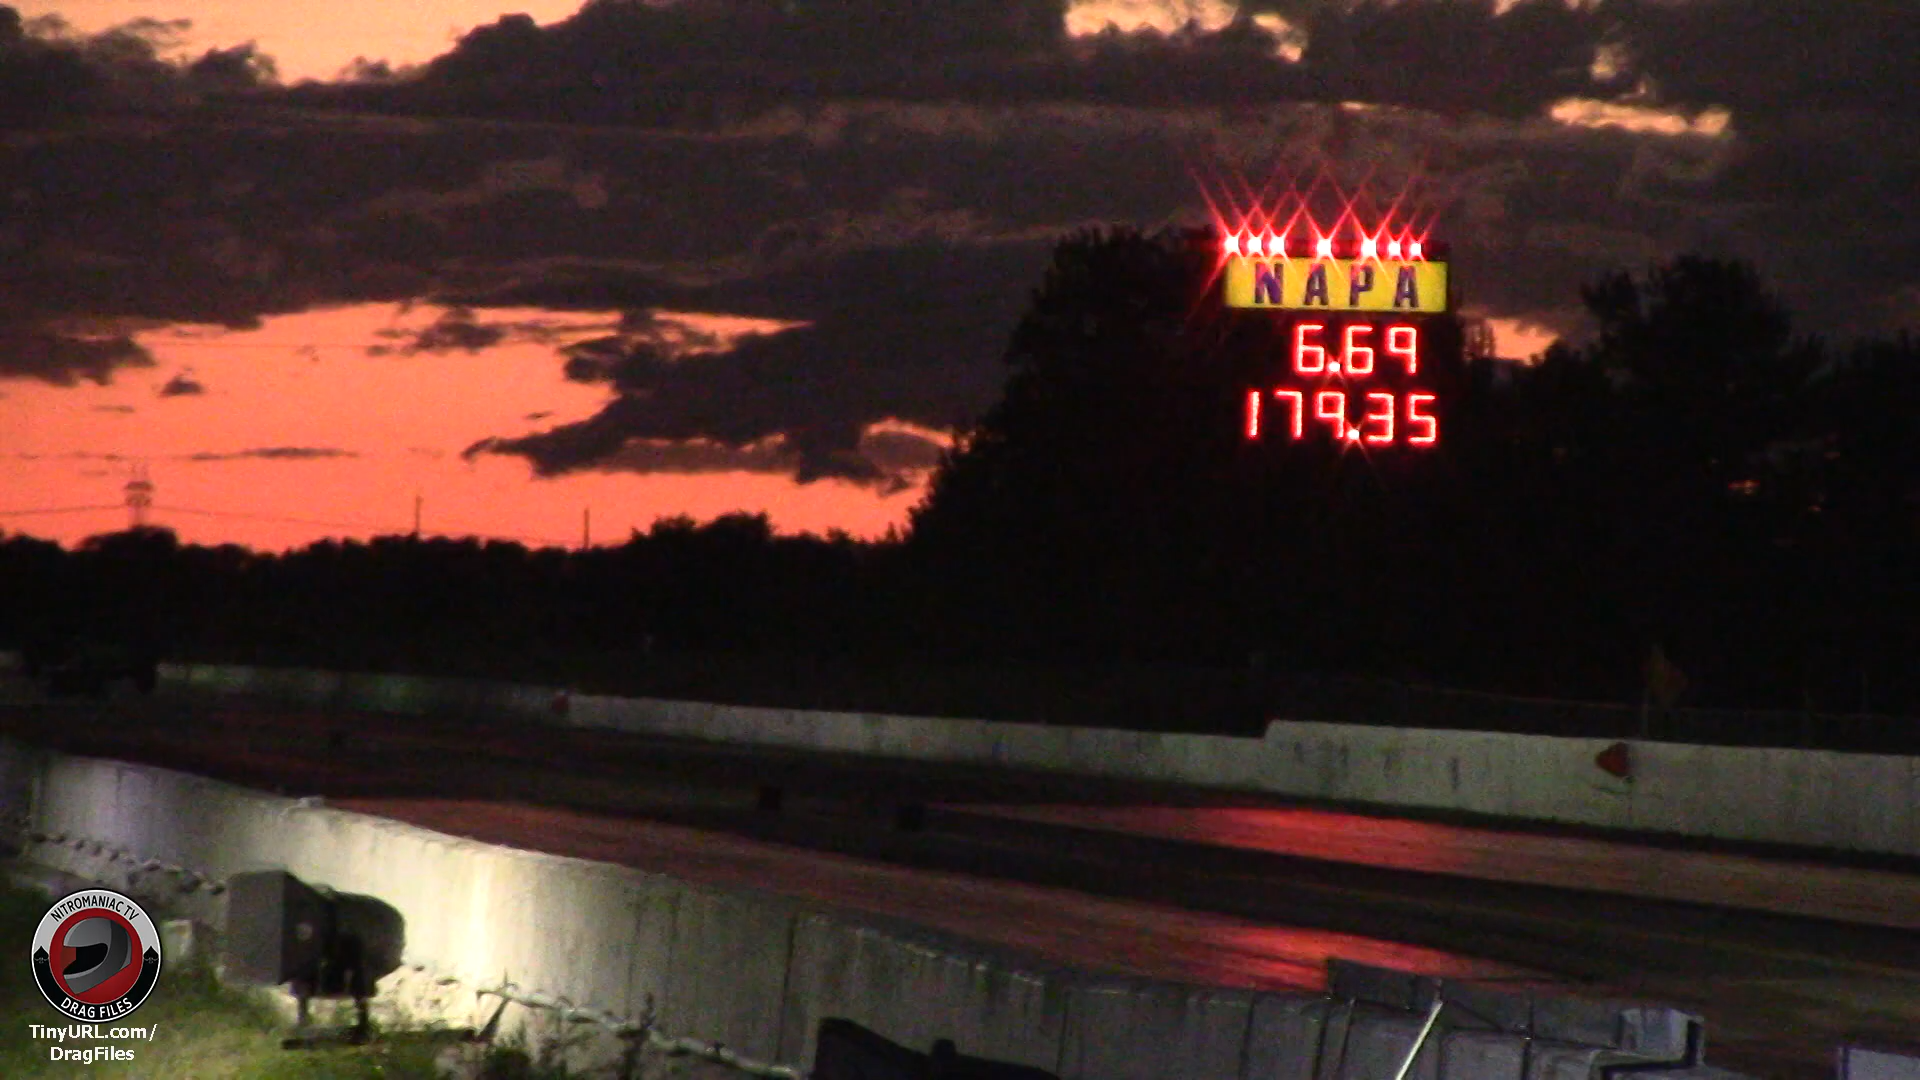 NAPA
6.69
179.35
NITROMANIAC TV
DRAG FILES
TinyURL.com/
DragFiles